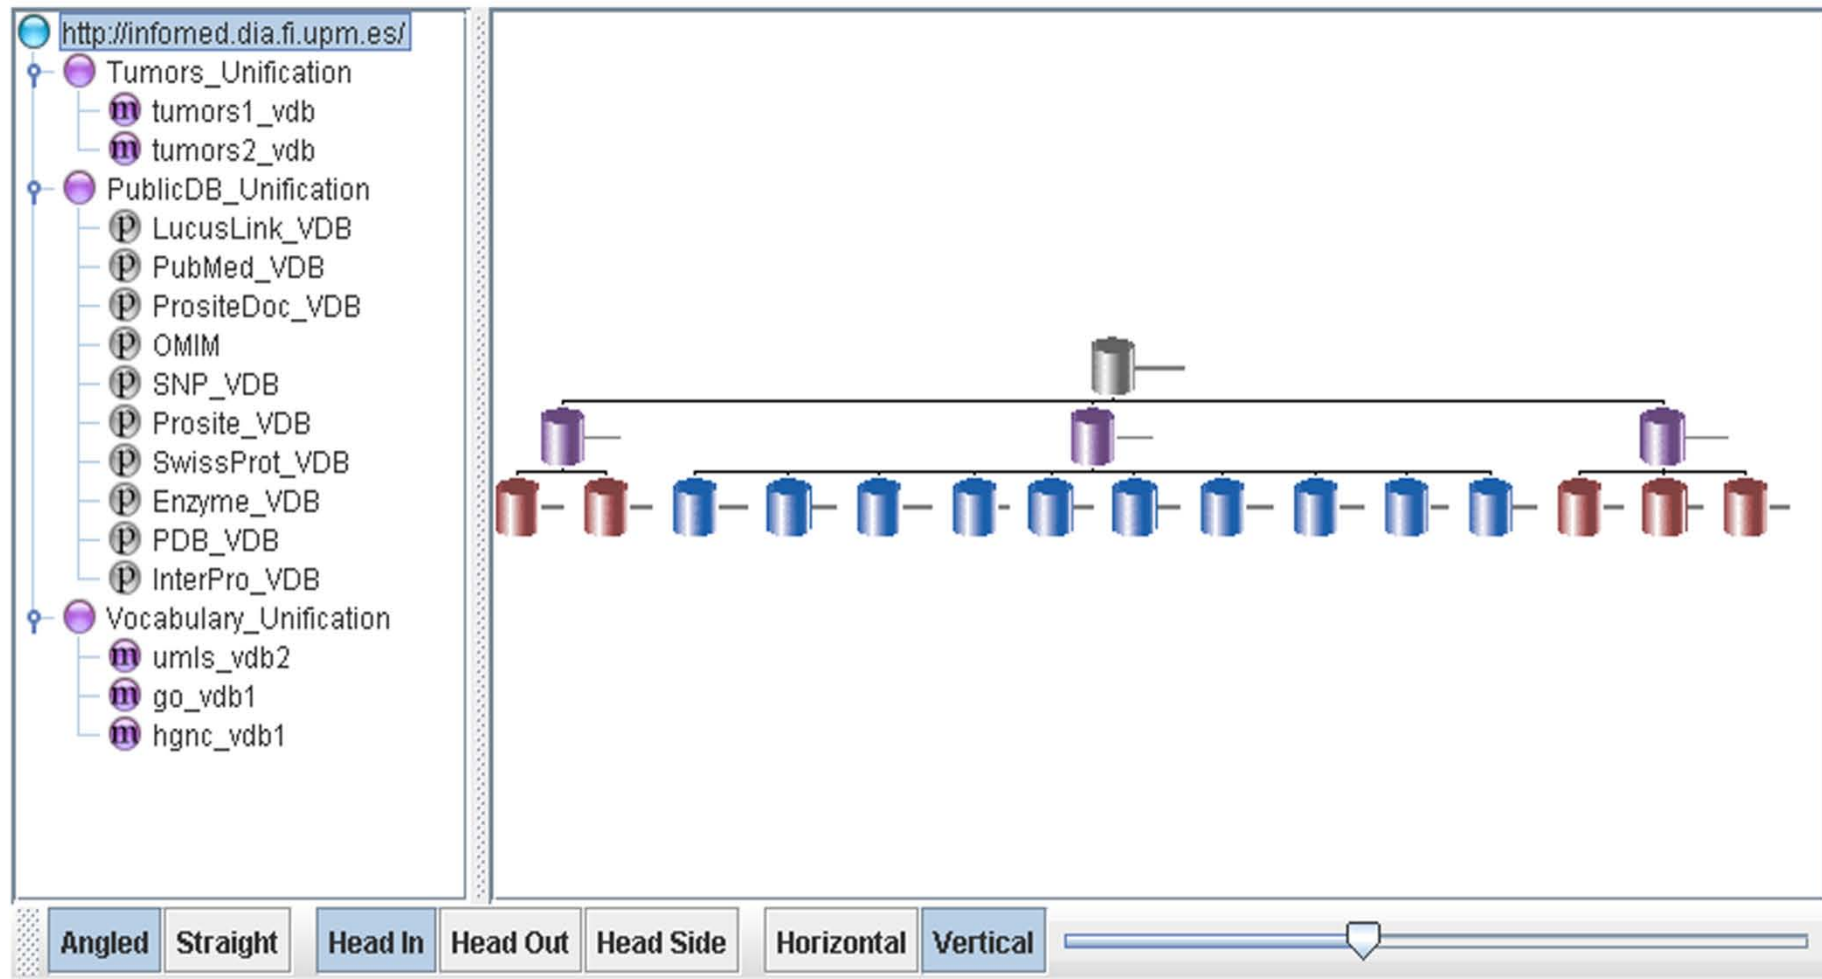 http://infomed.dia.fi.upm.es/
Tumors_Unification
m tumors1_vdb
m tumors2_vdb
PublicDB_Unification
p LucusLink_VDB
p PubMed_VDB
p PrositeDoc_VDB
p OMIM
p SNP_VDB
p Prosite_VDB
p SwissProt_VDB
p Enzyme_VDB
p PDB_VDB
p InterPro_VDB
Vocabulary_Unification
m umls_vdb2
m go_vdb1
m hgnc_vdb1
Angled Straight Head In Head Out Head Side Horizontal Vertical